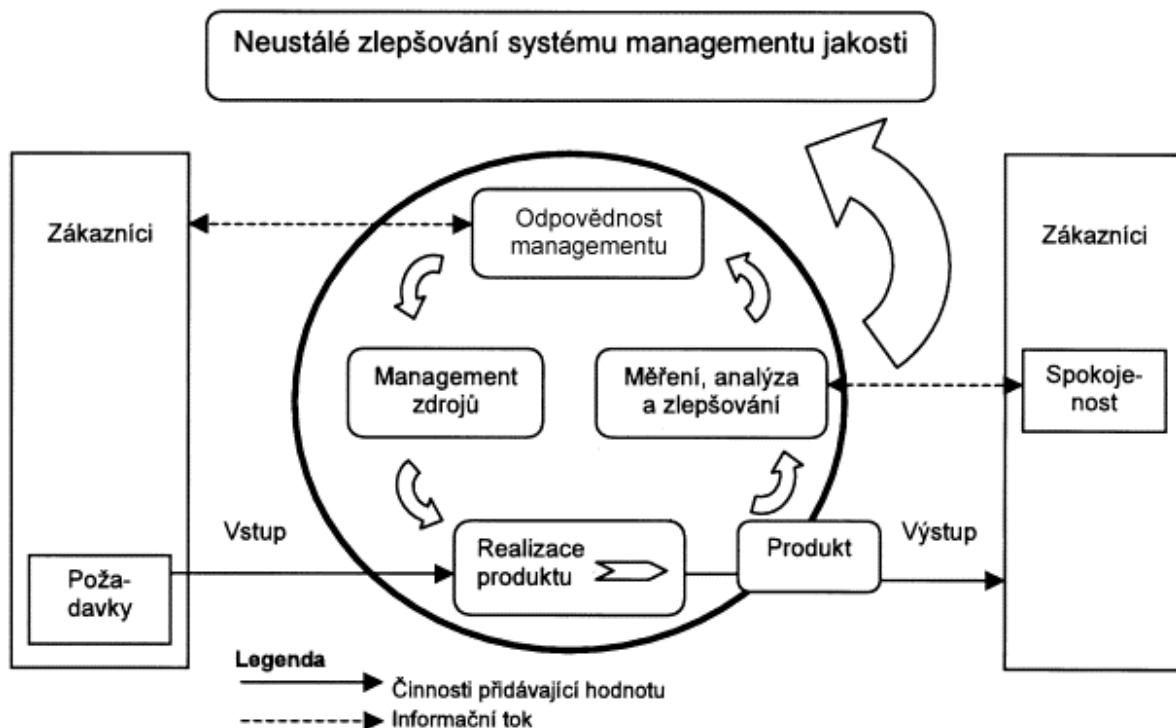 Neustálé zlepšování systému managementu jakosti
Zákazníci
Odpovědnost
managementu
Zákazníci
Management
zdrojů
Měření, analýza
a zlepšování
Spokoje-
nost
Vstup
Realizace
produktu
Produkt
Výstup
Poža-
davky
Legenda
Činnosti přidávající hodnotu
Informační tok